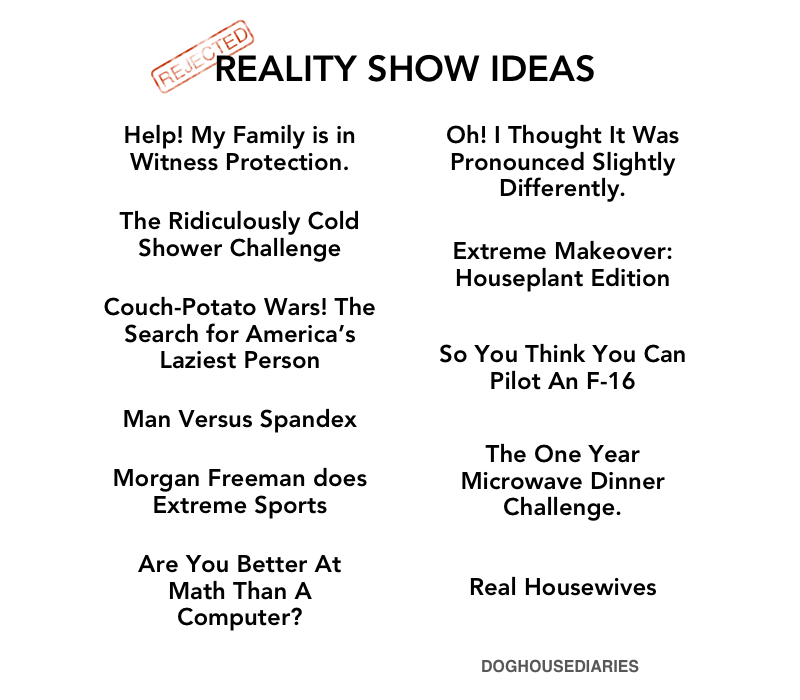 REJECTED
REALITY SHOW IDEAS
Help! My Family is in
Witness Protection.
The Ridiculously Cold
Shower Challenge
Couch-Potato Wars! The
Search for America’s
Laziest Person
Man Versus Spandex
Morgan Freeman does
Extreme Sports
Are You Better At
Math Than A
Computer?
Oh! I Thought It Was
Pronounced Slightly
Differently.
Extreme Makeover:
Houseplant Edition
So You Think You Can
Pilot An F-16
The One Year
Microwave Dinner
Challenge.
Real Housewives
DOGHOUSEDIARIES